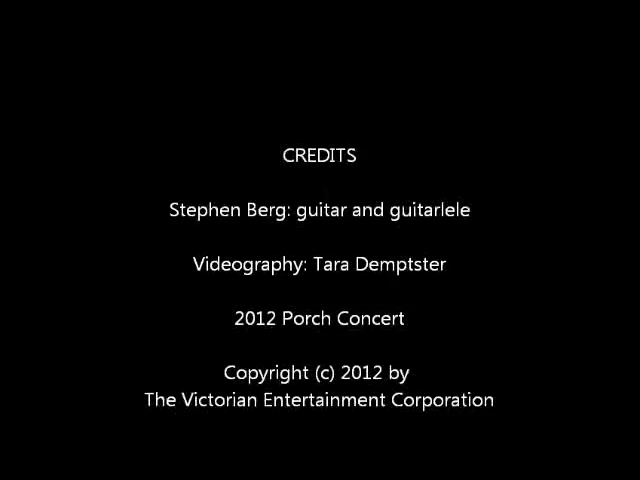 CREDITS
Stephen Berg: guitar and guitarlele
Videography: Tara Demptster
2012 Porch Concert
Copyright (c) 2012 by
The Victorian Entertainment Corporation